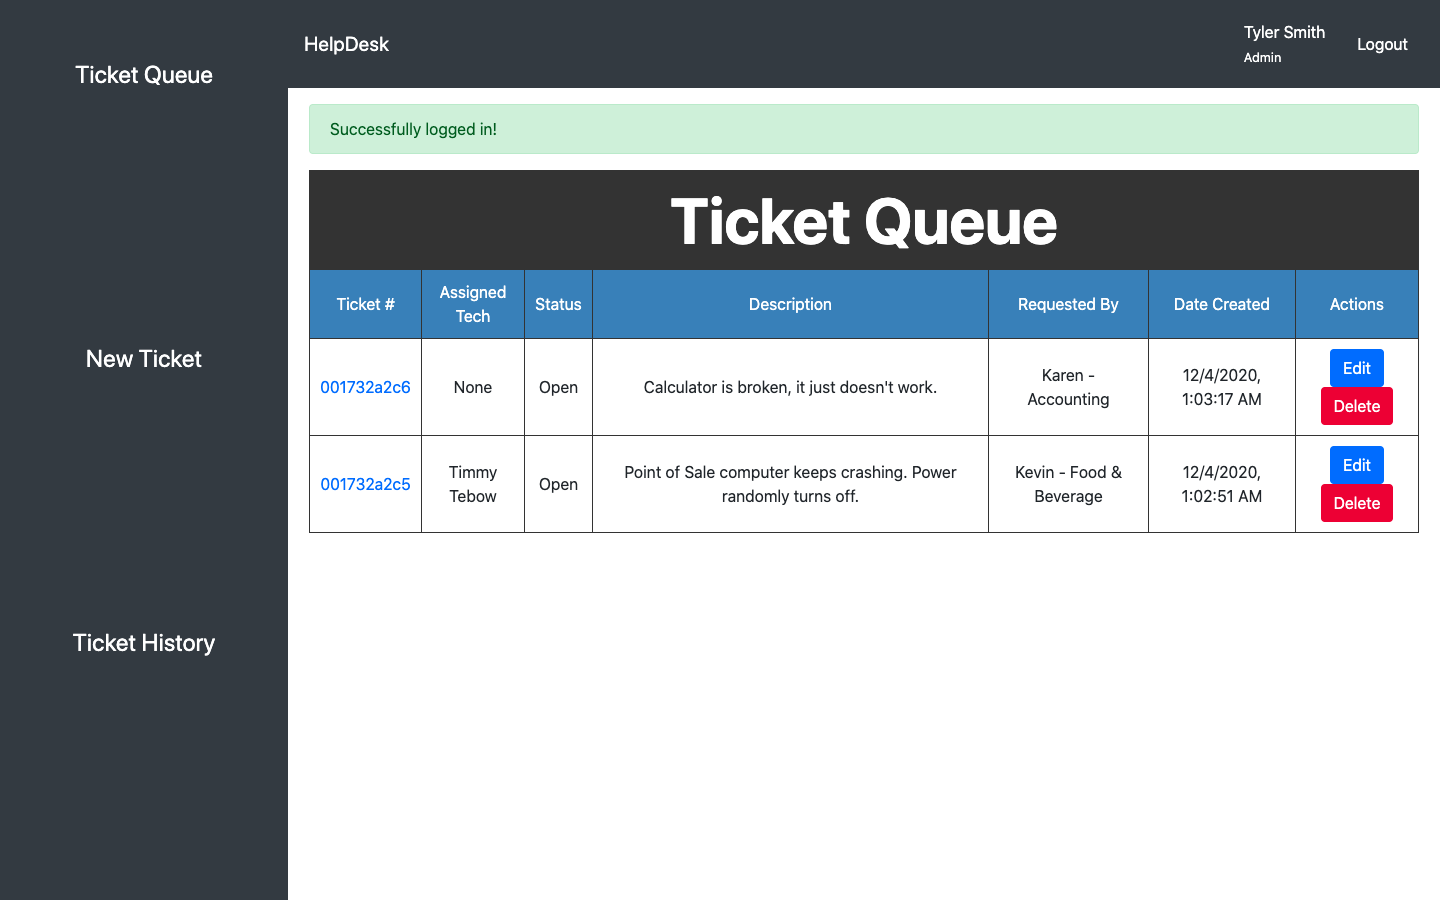 Ticket Queue
New Ticket
Ticket History
HelpDesk
Tyler Smith
Admin
Logout
Successfully logged in!
Ticket Queue
Ticket #
Assigned
Tech
Status
Description
Requested By
Date Created
Actions
001732a2c6
None
Open
Calculator is broken, it just doesn't work.
Karen -
Accounting
12/4/2020,
1:03:17 AM
Edit
Delete
001732a2c5
Timmy
Tebow
Open
Point of Sale computer keeps crashing. Power
randomly turns off.
Kevin - Food &
Beverage
12/4/2020,
1:02:51 AM
Edit
Delete